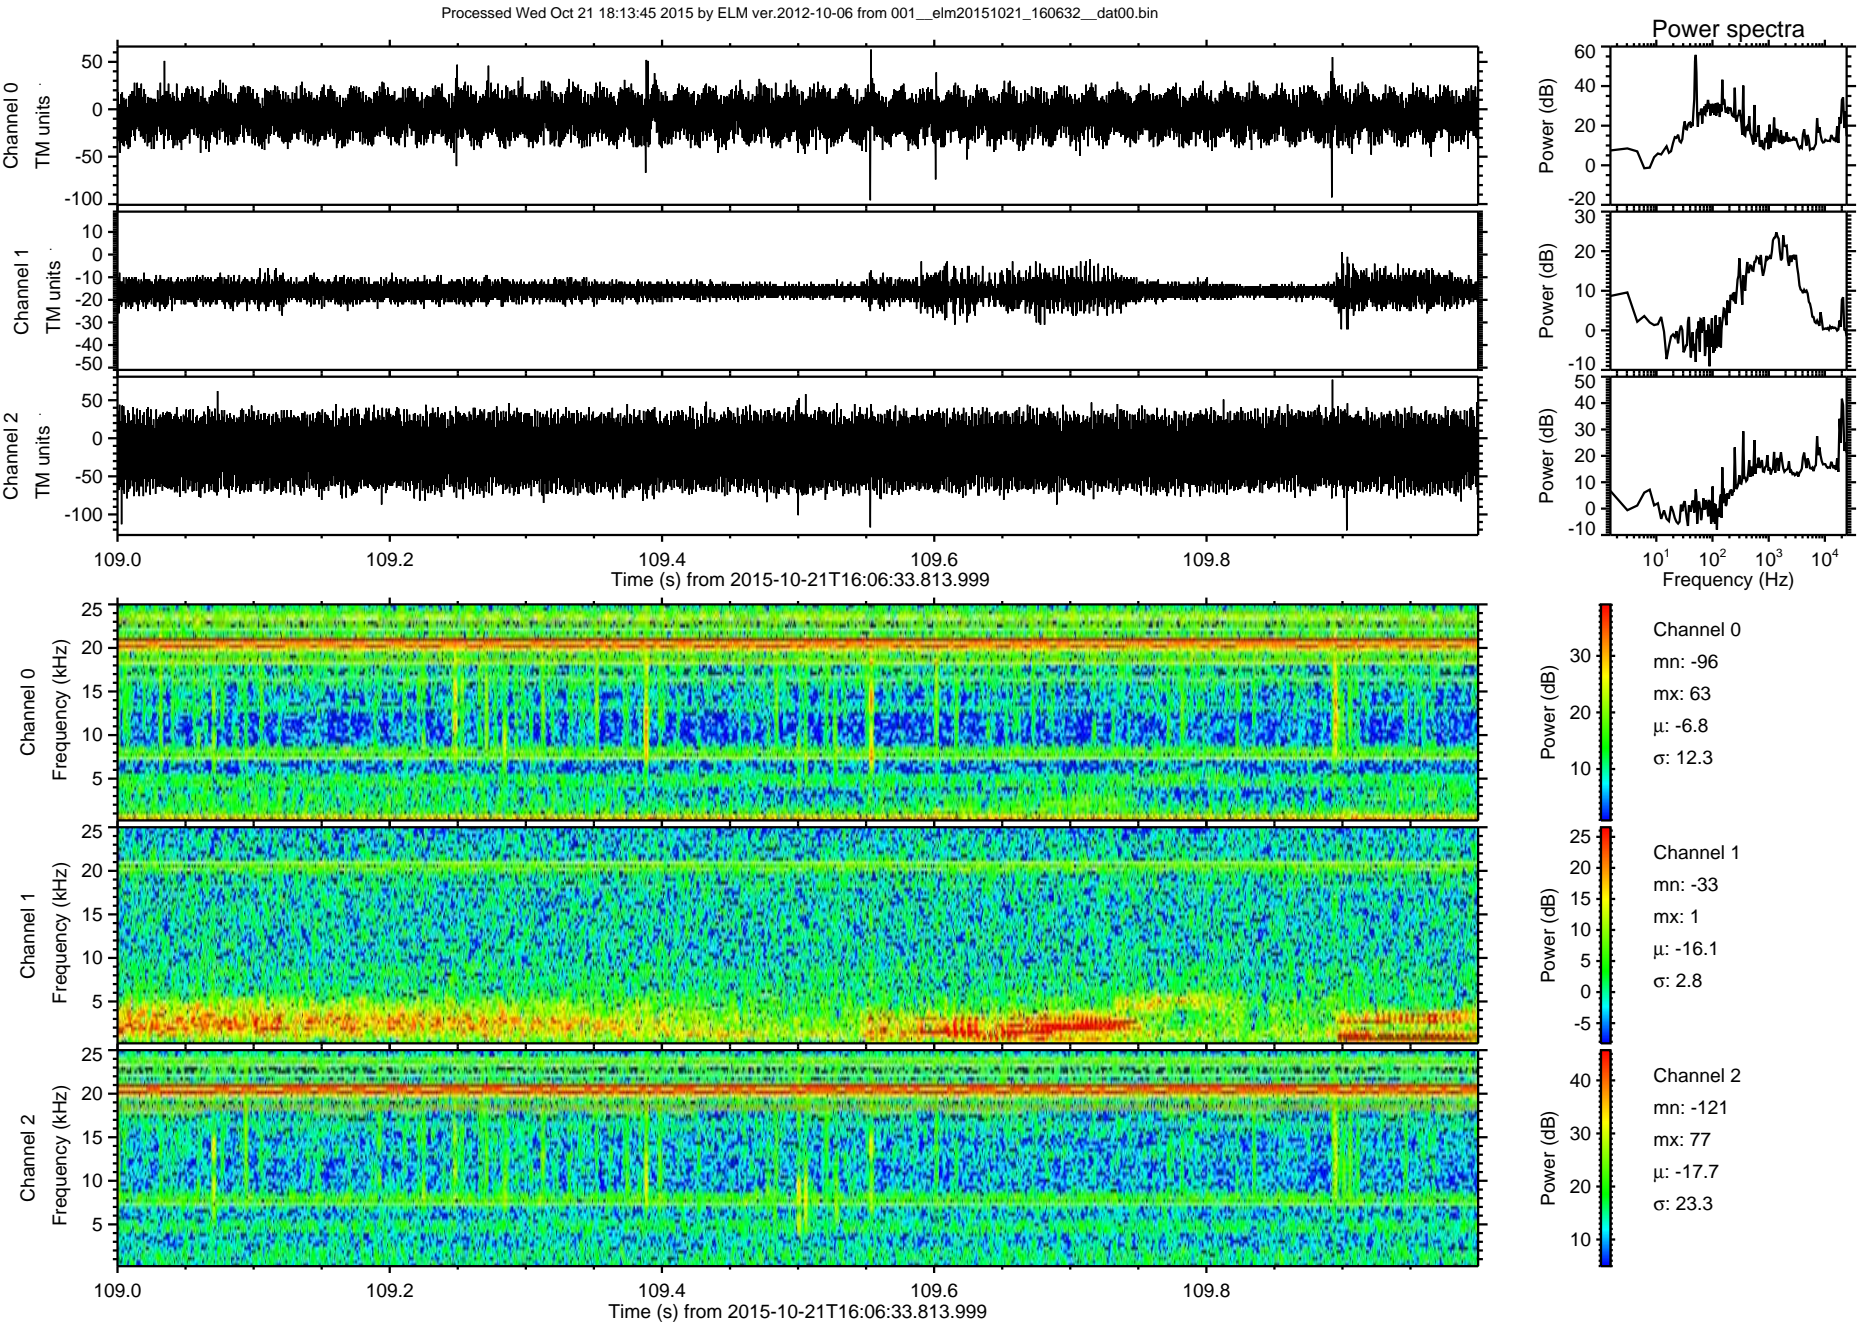 Processed Wed Oct 21 18:13:45 2015 by ELM ver.2012-10-06 from 001__elm20151021_160632__dat00.bin
Power spectra
Channel 0
TM units
50
0
-50
-100
Power (dB)
60
40
20
0
-20
Channel 1
TM units
10
0
-10
-20
-30
-40
-50
Power (dB)
30
20
10
0
-10
Channel 2
TM units
50
0
-50
-100
Power (dB)
50
40
30
20
10
0
-10
109.0 109.2 109.4 109.6 109.8
Time (s) from 2015-10-21T16:06:33.813.999
10^1 10^2 10^3 10^4
Frequency (Hz)
Channel 0
Frequency (kHz)
25
20
15
10
5
Power (dB)
30
20
10
Channel 0
mn: -96
mx: 63
μ: -6.8
σ: 12.3
Channel 1
Frequency (kHz)
25
20
15
10
5
Power (dB)
25
20
15
10
5
0
-5
Channel 1
mn: -33
mx: 1
μ: -16.1
σ: 2.8
Channel 2
Frequency (kHz)
25
20
15
10
5
Power (dB)
40
30
20
10
Channel 2
mn: -121
mx: 77
μ: -17.7
σ: 23.3
109.0 109.2 109.4 109.6 109.8
Time (s) from 2015-10-21T16:06:33.813.999